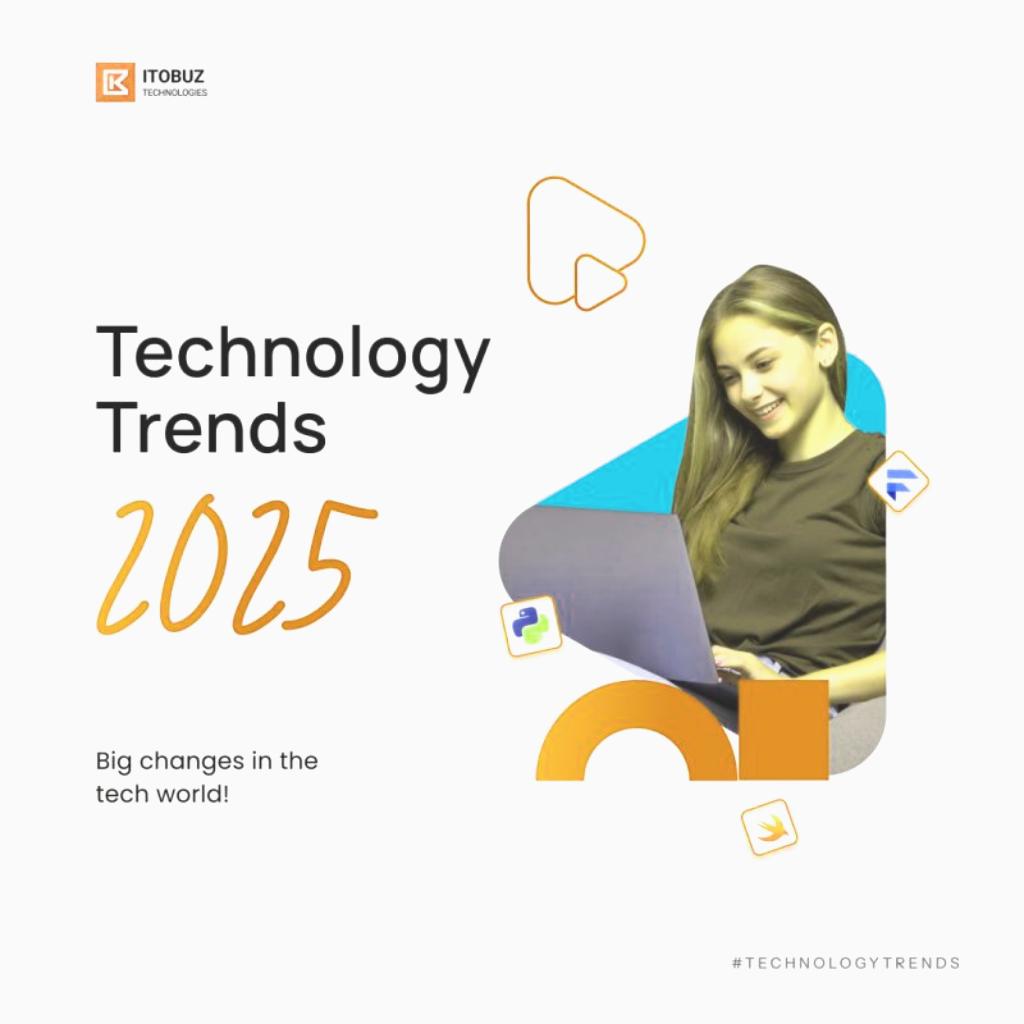 ITOBUZ
TECHNOLOGIES
Technology
Trends
2025
Big changes in the
tech world!
#TECHNOLOGYTRENDS